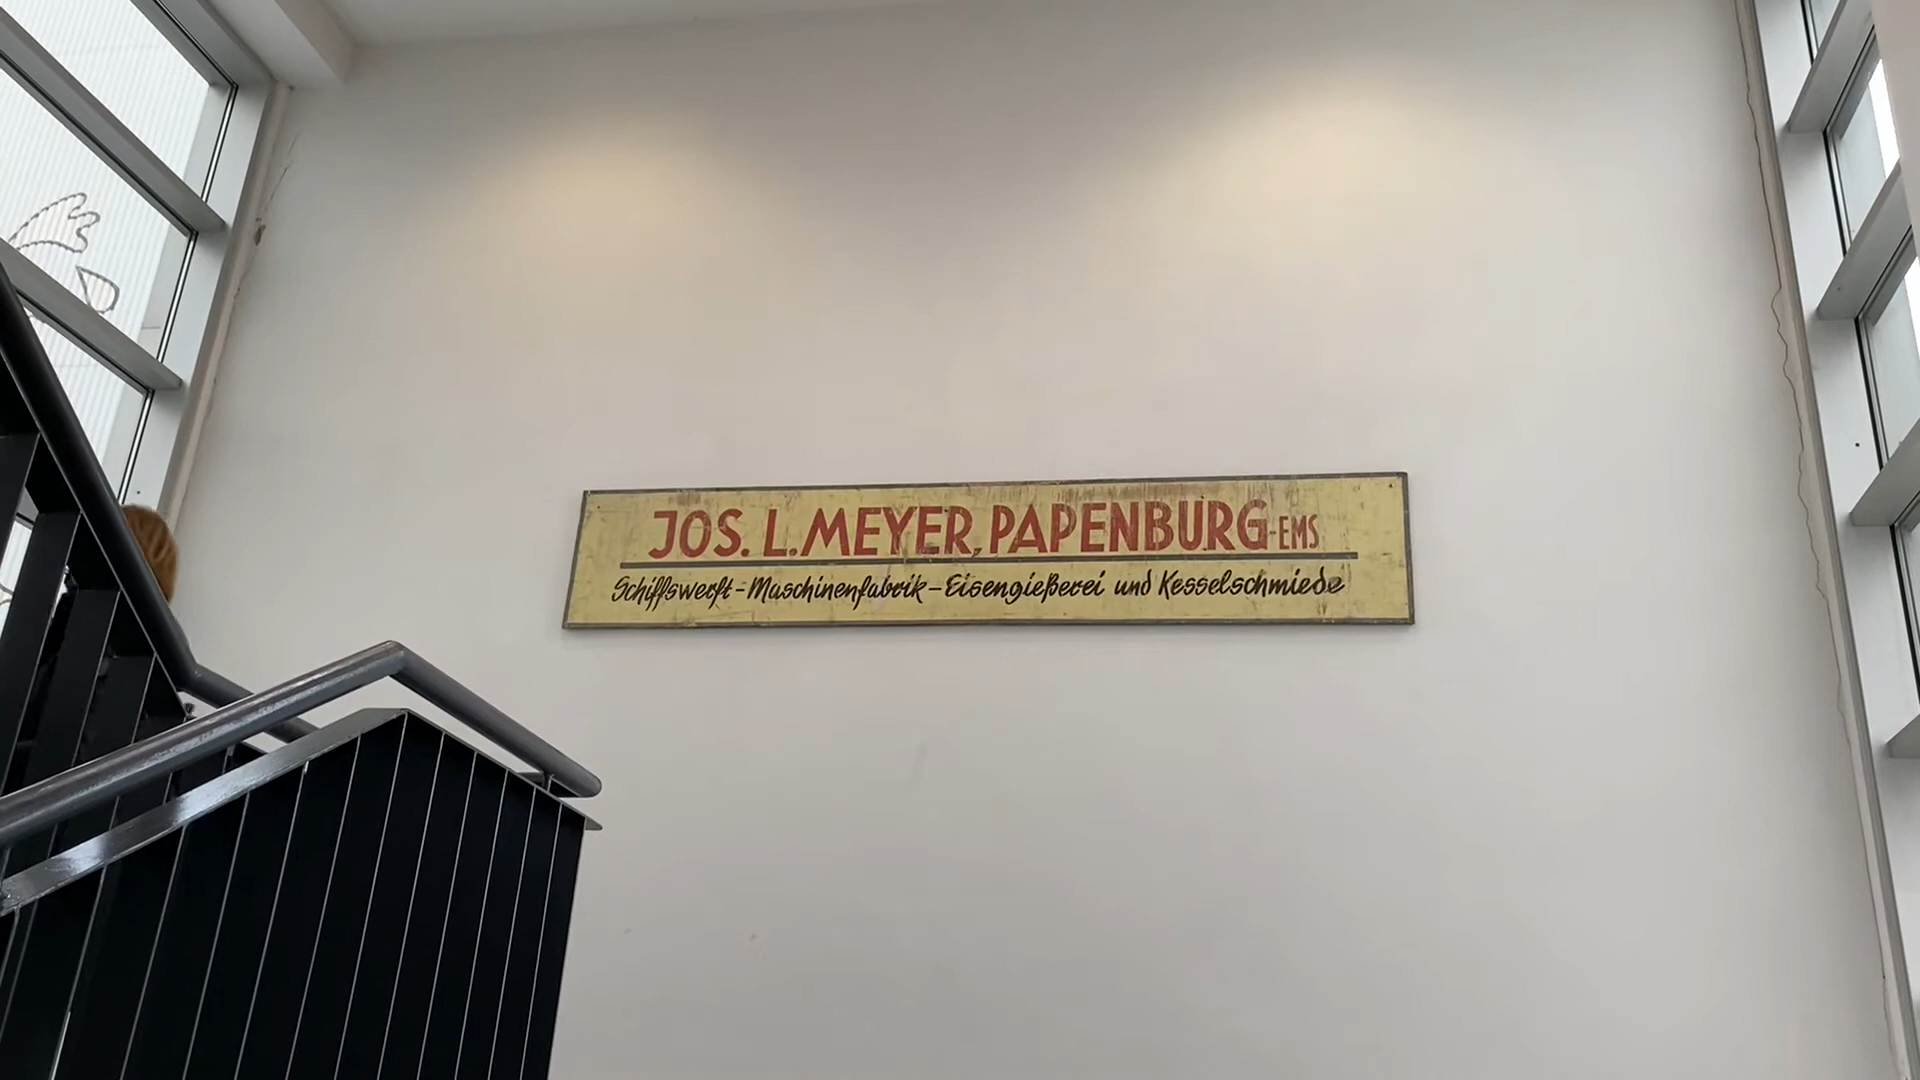 JOS. L. MEYER, PAPENBURG-EMS
Schiffswerft-Maschinenfabrik-Eisengießerei und Kesselschmiede